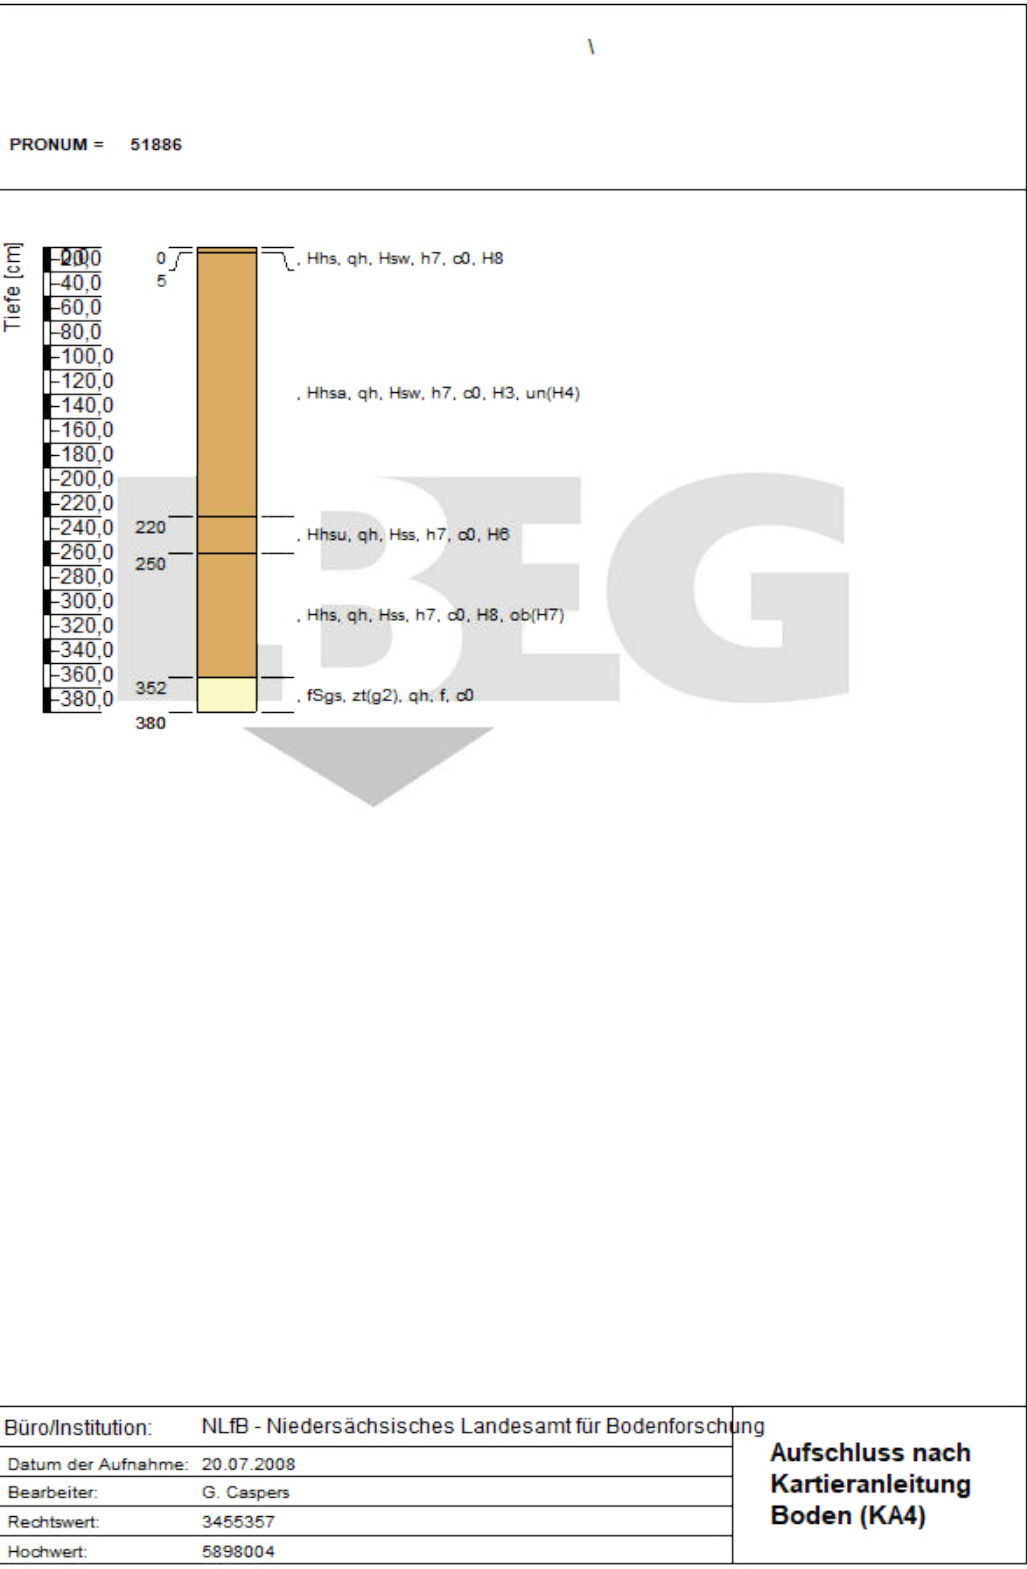 \
PRONUM = 51886
Tiefe [cm]
0,0
-20,0
-40,0
-60,0
-80,0
-100,0
-120,0
-140,0
-160,0
-180,0
-200,0
-220,0
-240,0
-260,0
-280,0
-300,0
-320,0
-340,0
-360,0
-380,0
0
5
220
250
352
380
, Hhs, qh, Hsw, h7, c0, H8
, Hhsa, qh, Hsw, h7, c0, H3, un(H4)
, Hhsu, qh, Hss, h7, c0, H6
, Hhs, qh, Hss, h7, c0, H8, ob(H7)
, fSgs, zt(g2), qh, f, c0
LBEG
Büro/Institution: NLfB - Niedersächsisches Landesamt für Bodenforschung
Datum der Aufnahme: 20.07.2008
Bearbeiter: G. Caspers
Rechtswert: 3455357
Hochwert: 5898004
Aufschluss nach
Kartieranleitung
Boden (KA4)